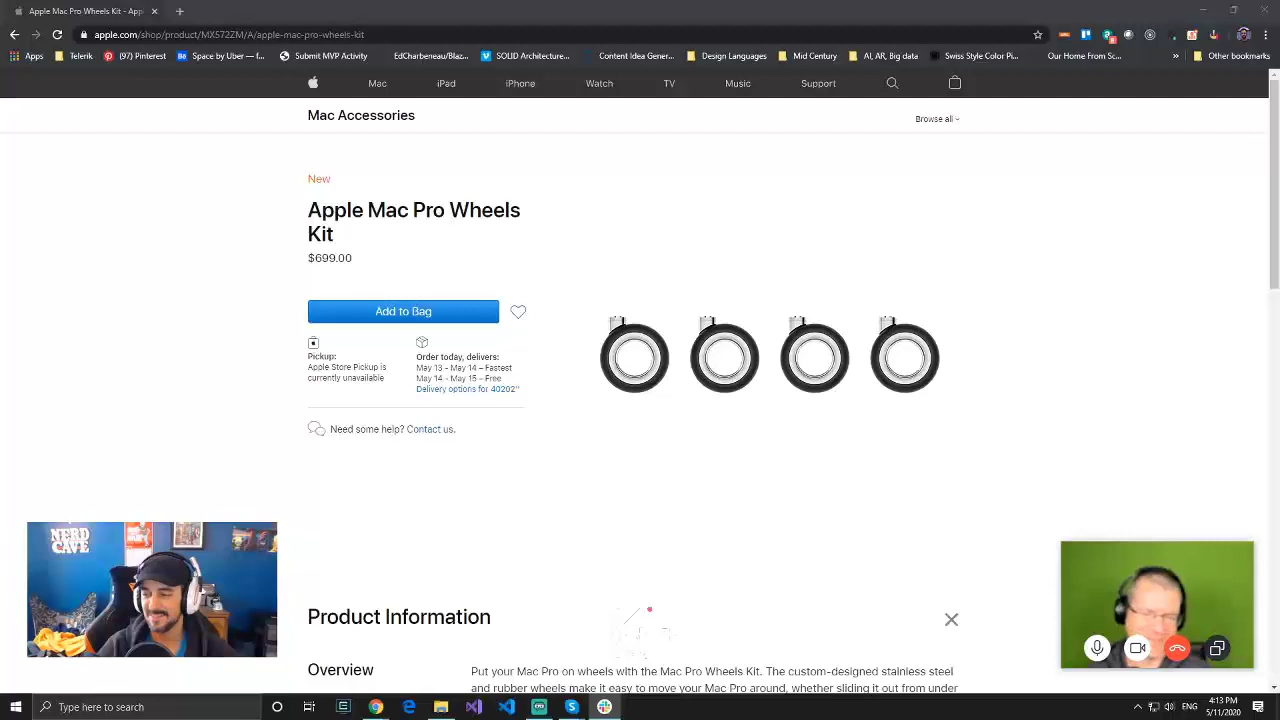 Apple Mac Pro Wheels Kit - Appl
apple.com/shop/product/MX572ZM/A/apple-mac-pro-wheels-kit
Apps
Telerik
(97) Pinterest
Space by Uber — f...
Submit MVP Activity
EdCharbeneau/Blaz...
SOLID Architecture...
Content Idea Gener...
Design Languages
Mid Century
AI, AR, Big data
Swiss Style Color Pi...
Our Home From Sc...
»
Other bookmarks
Mac
iPad
iPhone
Watch
TV
Music
Support
Mac Accessories
Browse all
New
Apple Mac Pro Wheels
Kit
$699.00
Add to Bag
Pickup:
Apple Store Pickup is
currently unavailable
Order today, delivers:
May 13 - May 14 – Fastest
May 14 - May 15 – Free
Delivery options for 40202
Need some help? Contact us.
NERD
CAVE
Product Information
Overview
Put your Mac Pro on wheels with the Mac Pro Wheels Kit. The custom-designed stainless steel
and rubber wheels make it easy to move your Mac Pro around, whether sliding it out from under
Type here to search
ENG
4:13 PM
5/11/2020